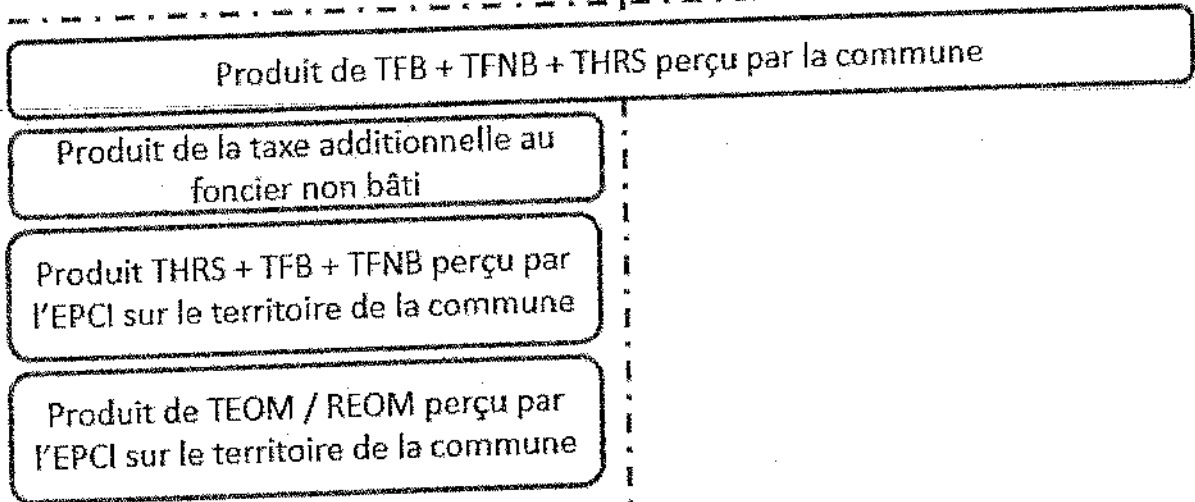 Produit de TFB + TFNB + THRS perçu par la commune
Produit de la taxe additionnelle au
foncier non bâti
Produit THRS + TFB + TFNB perçu par
l'EPCI sur le territoire de la commune
Produit de TEOM / REOM perçu par
l'EPCI sur le territoire de la commune